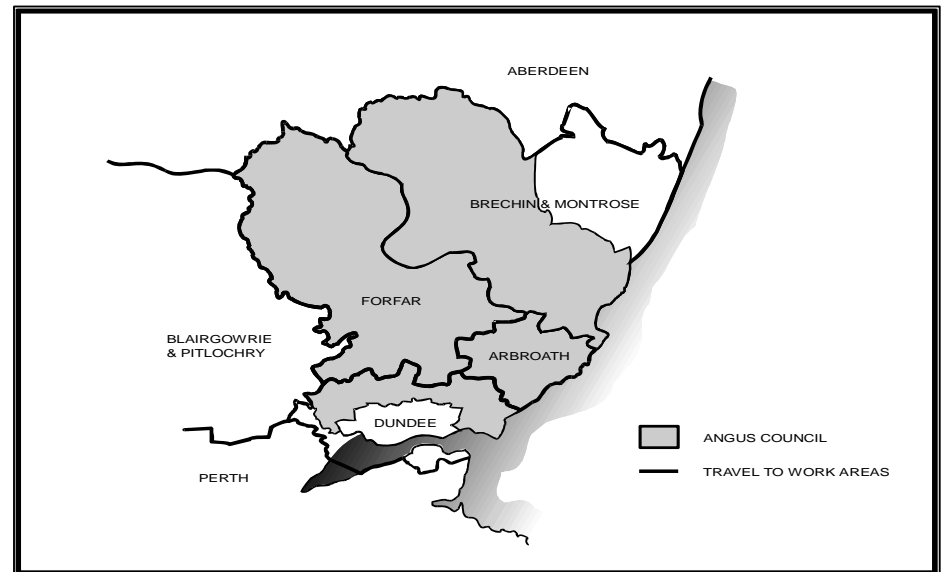 ABERDEEN
BRECHIN & MONTROSE
FORFAR
BLAIRGOWRIE
& PITLOCHRY
ARBROATH
DUNDEE
ANGUS COUNCIL
PERTH
TRAVEL TO WORK AREAS